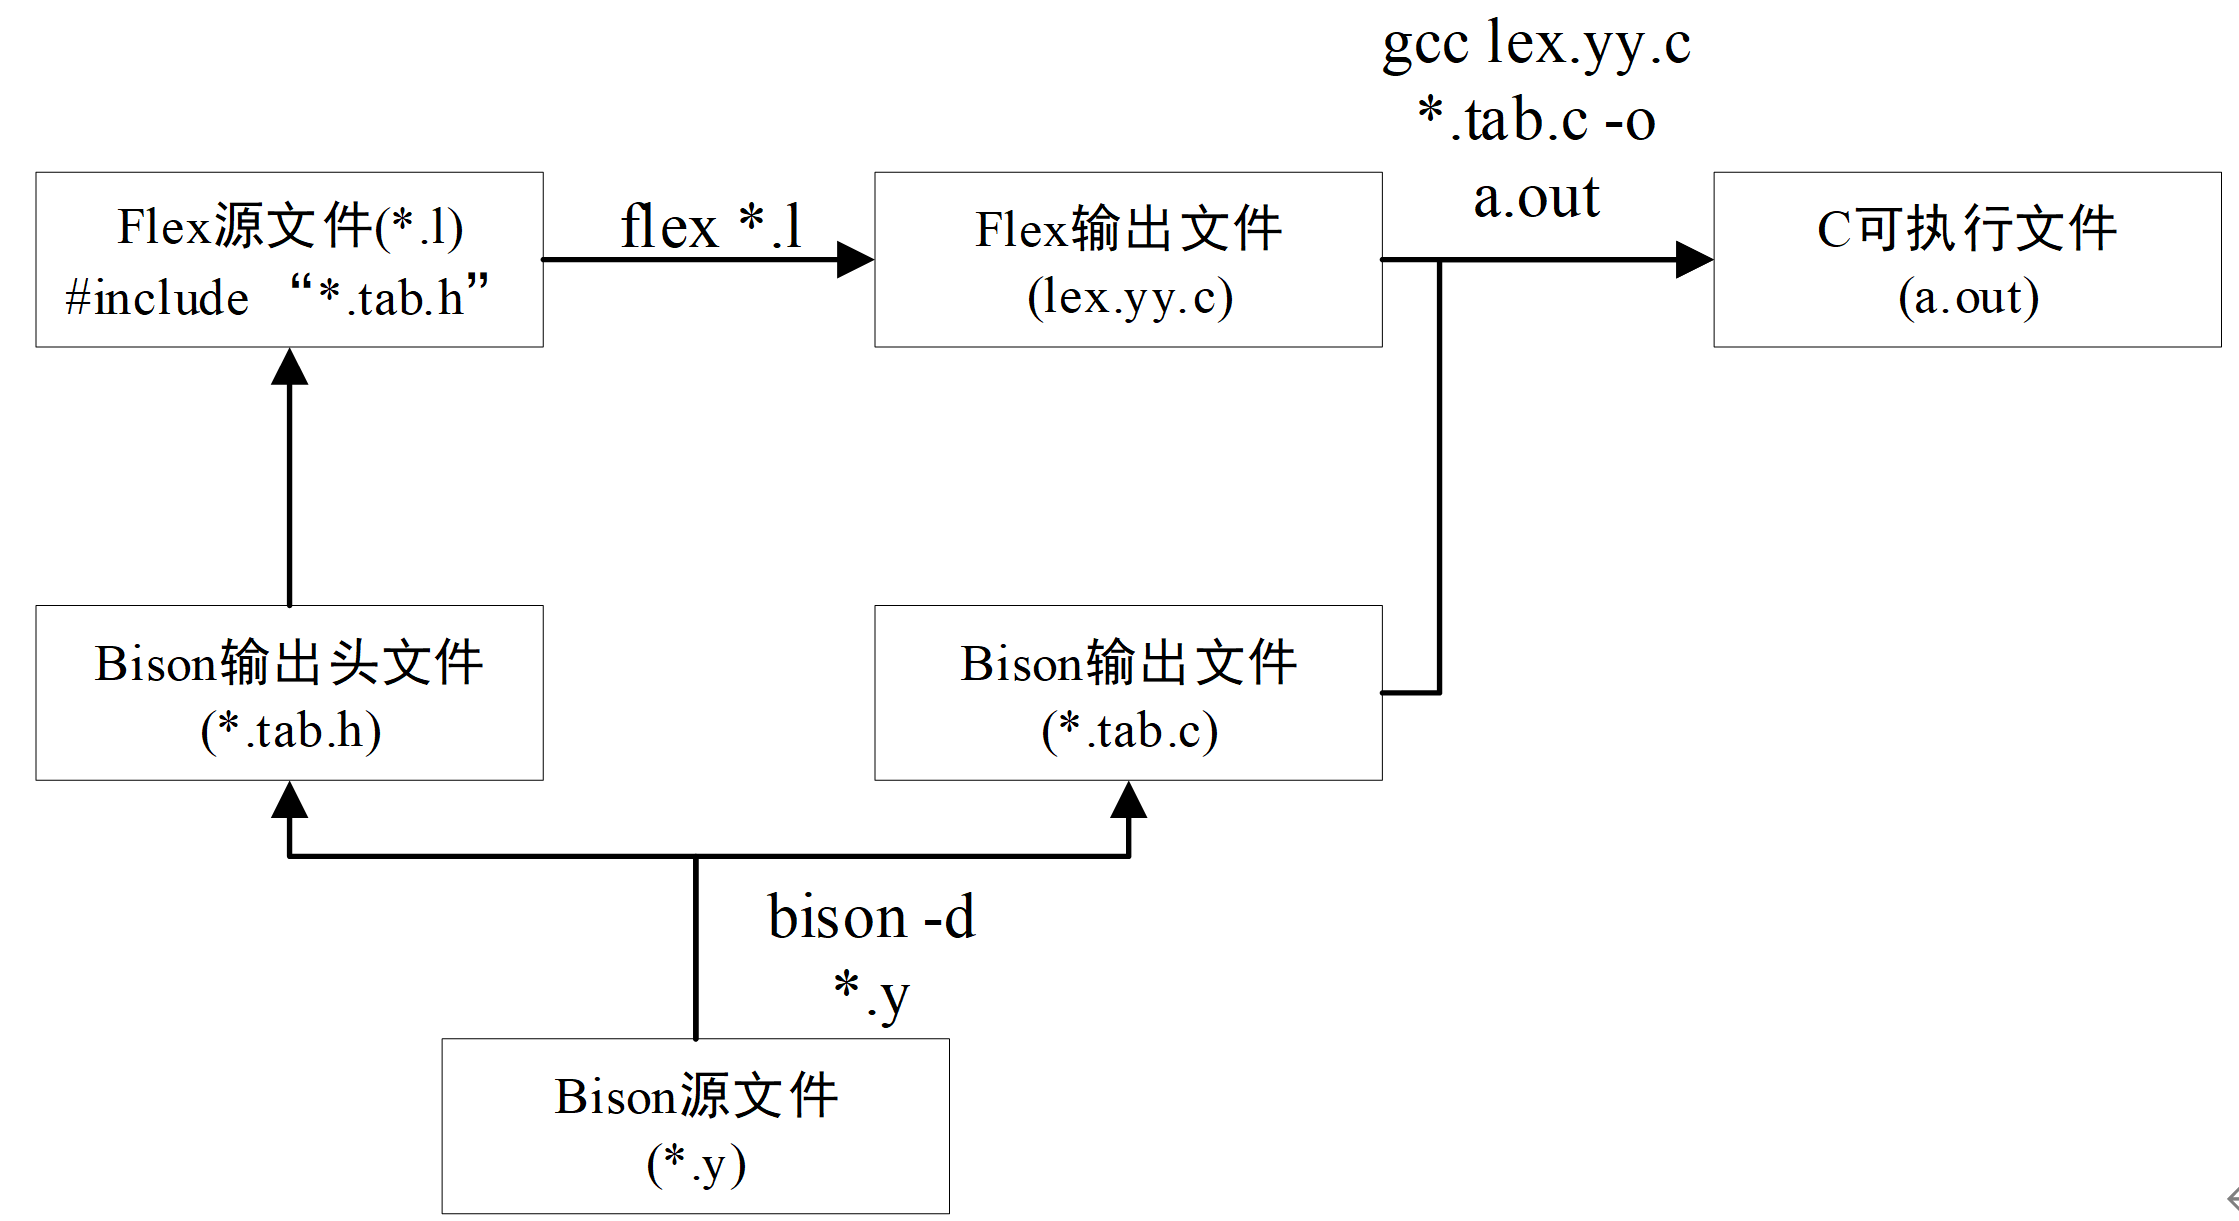 gcc lex.yy.c
*.tab.c -o
a.out
Flex源文件(*.l)
#include “*.tab.h”
flex *.l
Flex输出文件
(lex.yy.c)
C可执行文件
(a.out)
Bison输出头文件
(*.tab.h)
Bison输出文件
(*.tab.c)
bison -d
*.y
Bison源文件
(*.y)